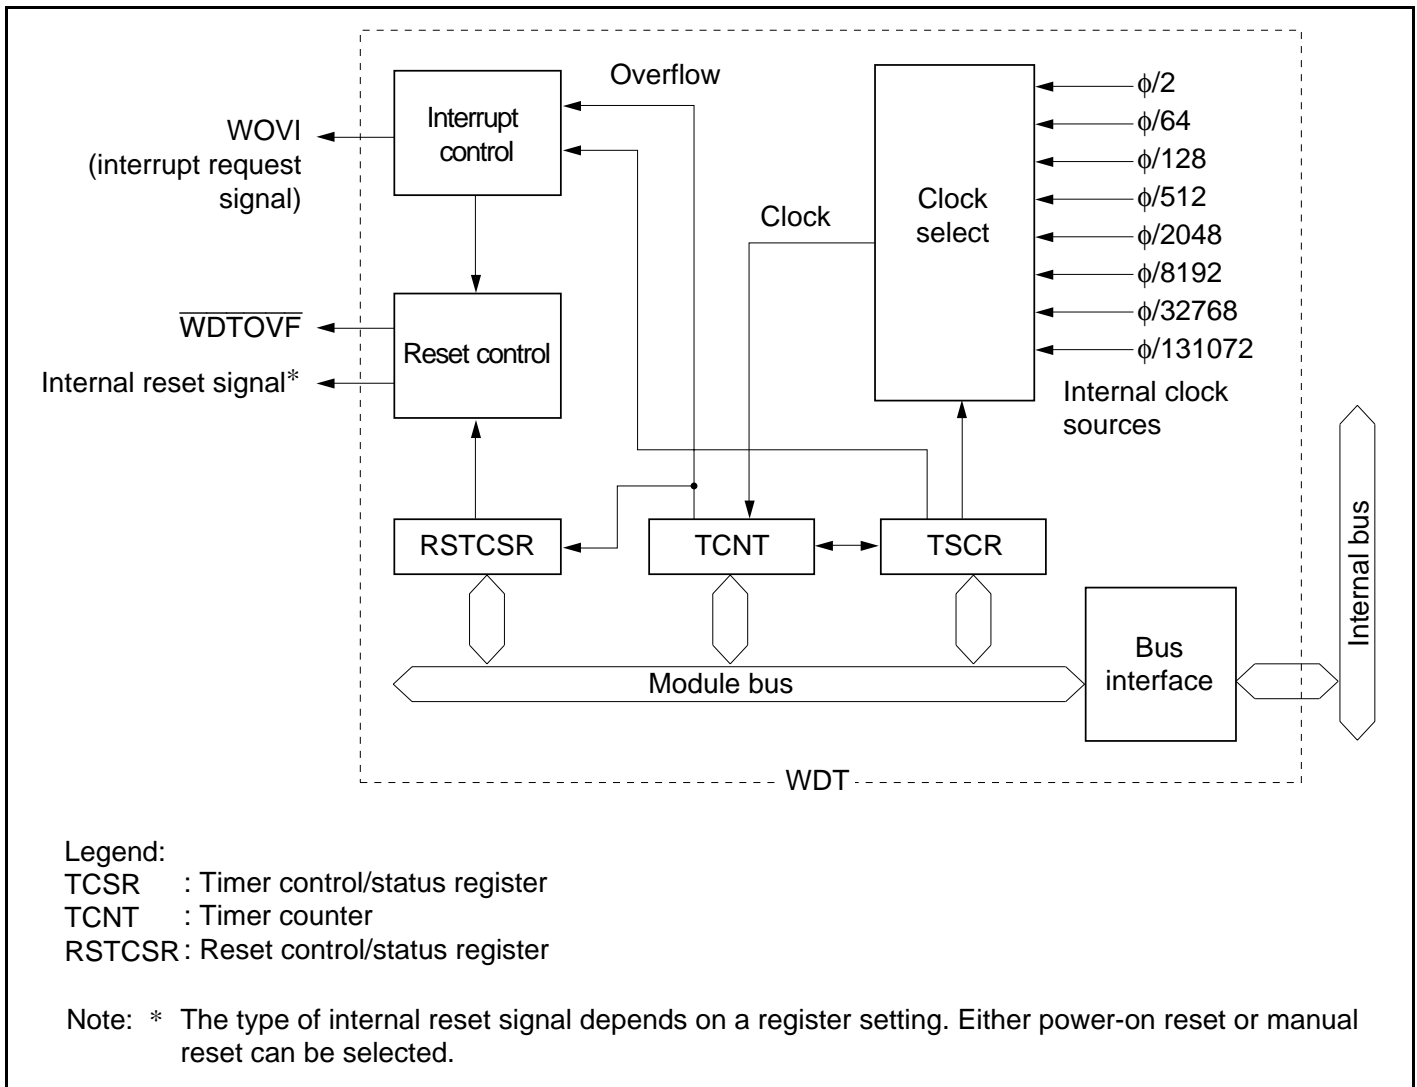 Overflow
Interrupt
control
WOVI
(interrupt request
signal)
Clock
Clock
select
ϕ/2
ϕ/64
ϕ/128
ϕ/512
ϕ/2048
ϕ/8192
ϕ/32768
ϕ/131072
Internal clock
sources
WDTOVF
Reset control
Internal reset signal*
RSTCSR
TCNT
TSCR
Internal bus
Bus
interface
Module bus
WDT
Legend:
TCSR : Timer control/status register
TCNT : Timer counter
RSTCSR : Reset control/status register
Note: * The type of internal reset signal depends on a register setting. Either power-on reset or manual
reset can be selected.